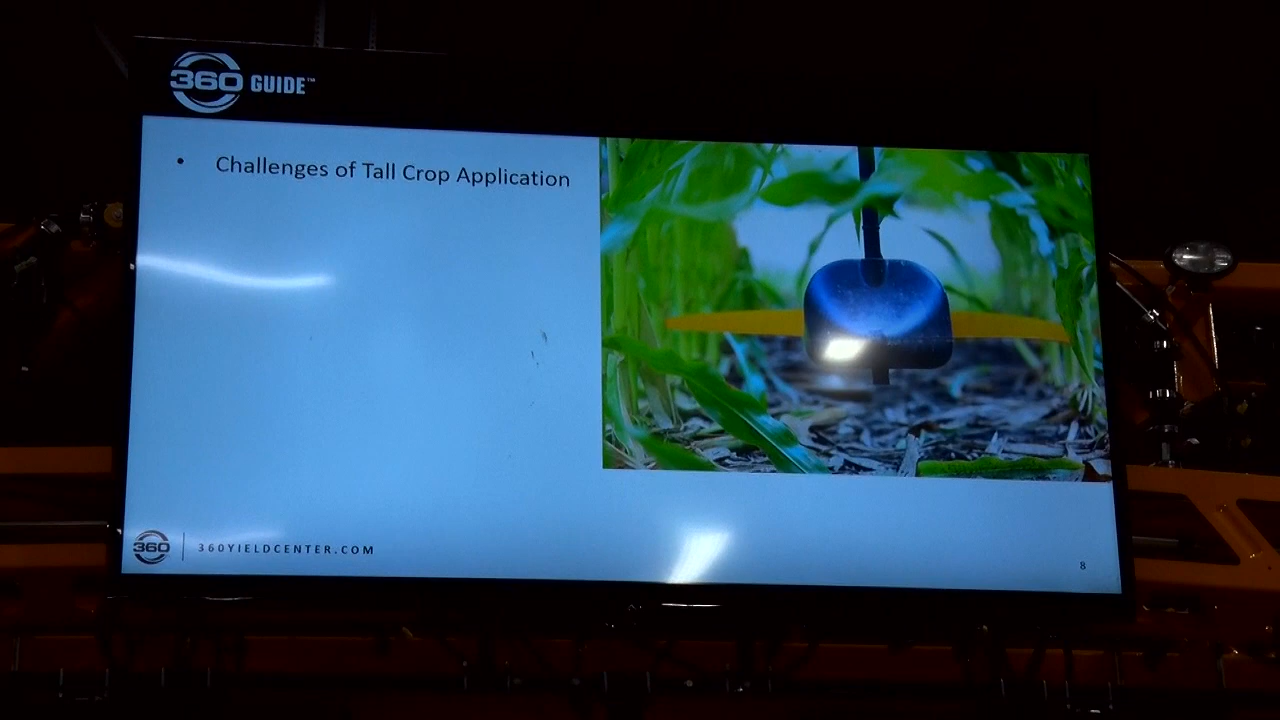 360 GUIDE™
• Challenges of Tall Crop Application
360 | 360YIELDCENTER.COM
8